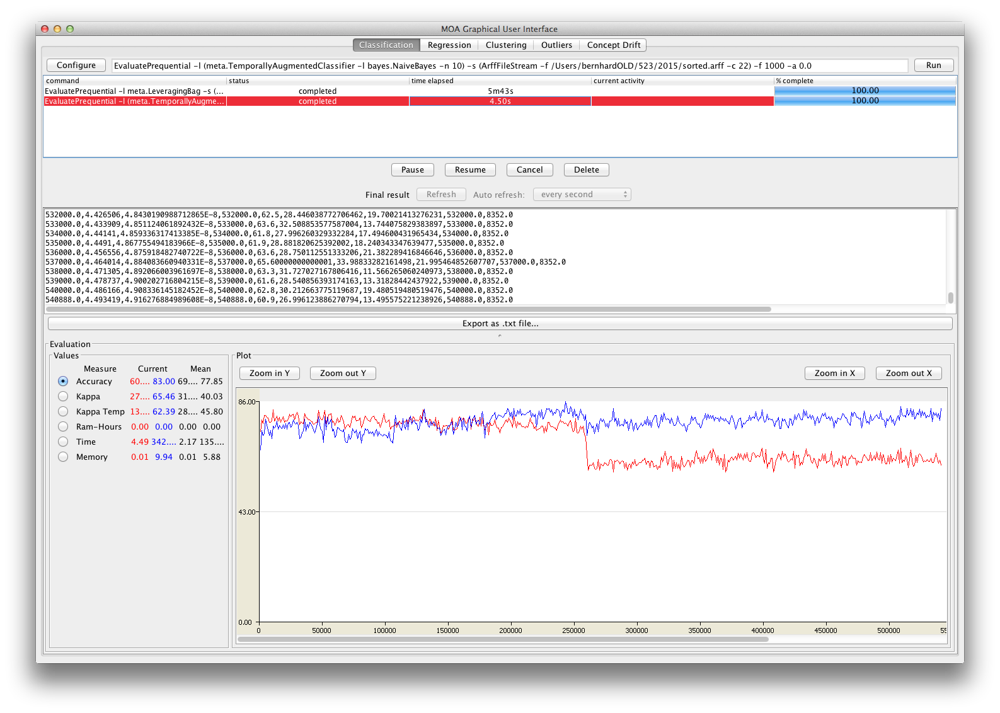 MOA Graphical User Interface
Classification Regression Clustering Outliers Concept Drift
Configure EvaluatePrequential -l (meta.TemporallyAugmentedClassifier -l bayes.NaiveBayes -n 10) -s (ArffFileStream -f /Users/bernhardOLD/523/2015/sorted.arff -c 22) -f 1000 -a 0.0 Run
command status time elapsed current activity % complete
EvaluatePrequential -l meta.LeveragingBag -s (... completed 5m43s 100.00
EvaluatePrequential -l (meta.TemporallyAugme... completed 4.50s 100.00
Pause Resume Cancel Delete
Final result Refresh Auto refresh: every second
532000.0,4.426506,4.8430190988712865E-8,532000.0,62.5,28.446038772706462,19.70021413276231,532000.0,8352.0
533000.0,4.433909,4.851124061892432E-8,533000.0,63.6,32.508853577587004,13.744075829383897,533000.0,8352.0
534000.0,4.44141,4.859336317413385E-8,534000.0,61.8,27.996260329332284,17.494600431965434,534000.0,8352.0
535000.0,4.4491,4.867755494183966E-8,535000.0,61.9,28.881820625392002,18.240343347639477,535000.0,8352.0
536000.0,4.456556,4.875918482740722E-8,536000.0,63.6,28.750112551333206,21.382289416846646,536000.0,8352.0
537000.0,4.464014,4.884083660940331E-8,537000.0,65.60000000000001,33.98833282161498,21.995464852607707,537000.0,8352.0
538000.0,4.471305,4.892066003961697E-8,538000.0,63.3,31.727027167806416,11.566265060240973,538000.0,8352.0
539000.0,4.478737,4.900202716804215E-8,539000.0,61.6,28.540856393174163,13.31828442437922,539000.0,8352.0
540000.0,4.486166,4.908336145182452E-8,540000.0,62.8,30.212663775119687,19.480519480519476,540000.0,8352.0
540888.0,4.493419,4.916276884989608E-8,540888.0,60.9,26.996123886270794,13.495575221238926,540888.0,8352.0
Export as .txt file...
Evaluation
Values
Measure Current Mean
Accuracy 60.... 83.00 69.... 77.85
Kappa 27.... 65.46 31.... 40.03
Kappa Temp 13.... 62.39 28.... 45.80
Ram-Hours 0.00 0.00 0.00 0.00
Time 4.49 342.... 2.17 135....
Memory 0.01 9.94 0.01 5.88
Plot
Zoom in Y Zoom out Y Zoom in X Zoom out X
86.00
43.00
0.00
0 50000 100000 150000 200000 250000 300000 350000 400000 450000 500000 55